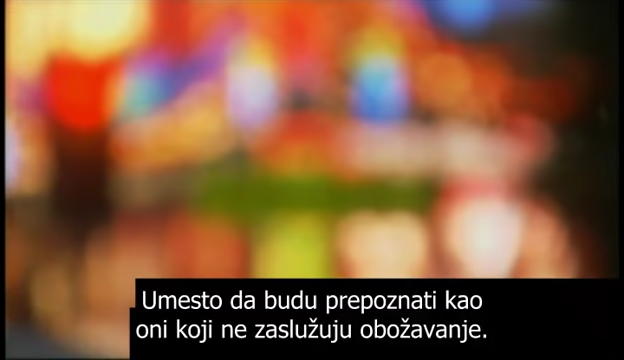 Umesto da budu prepoznati kao
oni koji ne zaslužuju obožavanje.